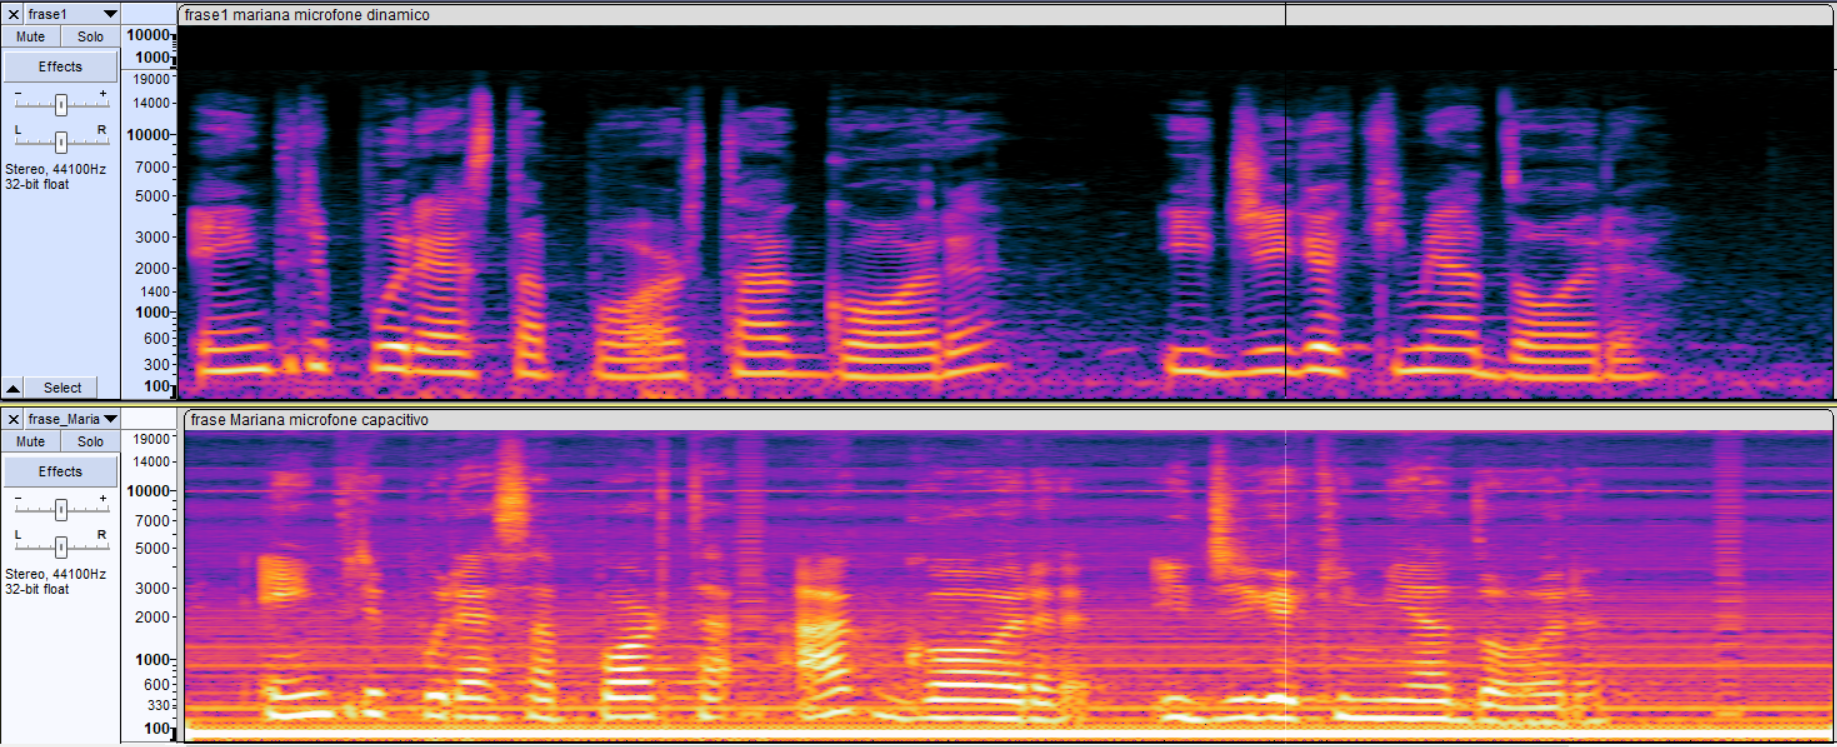 frase1
frase1 mariana microfone dinamico
Mute Solo
Effects
- +
L R
Stereo, 44100Hz
32-bit float
Select
10000
1000
19000
14000
10000
7000
5000
3000
2000
1400
1000
600
300
100
frase_Maria
frase Mariana microfone capacitivo
Mute Solo
Effects
- +
L R
Stereo, 44100Hz
32-bit float
19000
14000
10000
7000
5000
3000
2000
1000
600
330
100